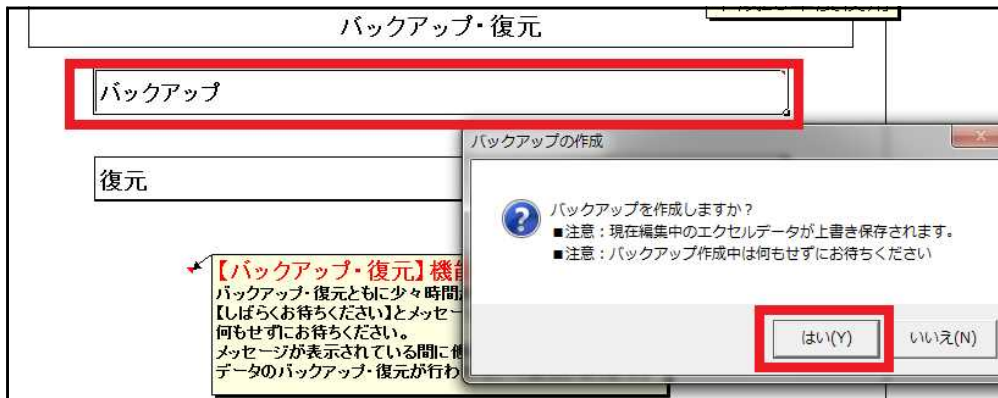 バックアップ・復元
バックアップ
バックアップの作成
バックアップを作成しますか？
■注意：現在編集中のエクセルデータが上書き保存されます。
■注意：バックアップ作成中は何もせずにお待ちください
はい(Y)
いいえ(N)
復元
【バックアップ・復元】機能
バックアップ・復元ともに少々時間
【しばらくお待ちください】とメッセー
何もせずにお待ちください。
メッセージが表示されている間に他
データのバックアップ・復元が行わ